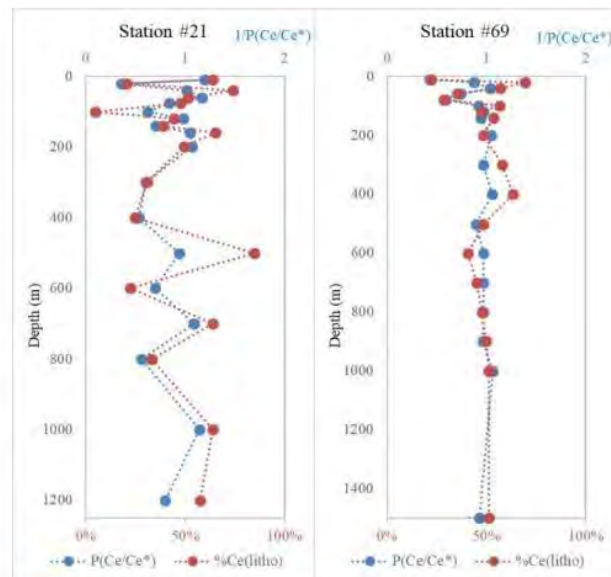 Station #21
1/P(Ce/Ce*)
0 1 2
0
200
400
600
800
1000
1200
Depth (m)
0% 50% 100%
P(Ce/Ce*) %Ce(litho)
Station #69
1/P(Ce/Ce*)
0 1 2
0
200
400
600
800
1000
1200
1400
Depth (m)
0% 50% 100%
P(Ce/Ce*) %Ce(litho)